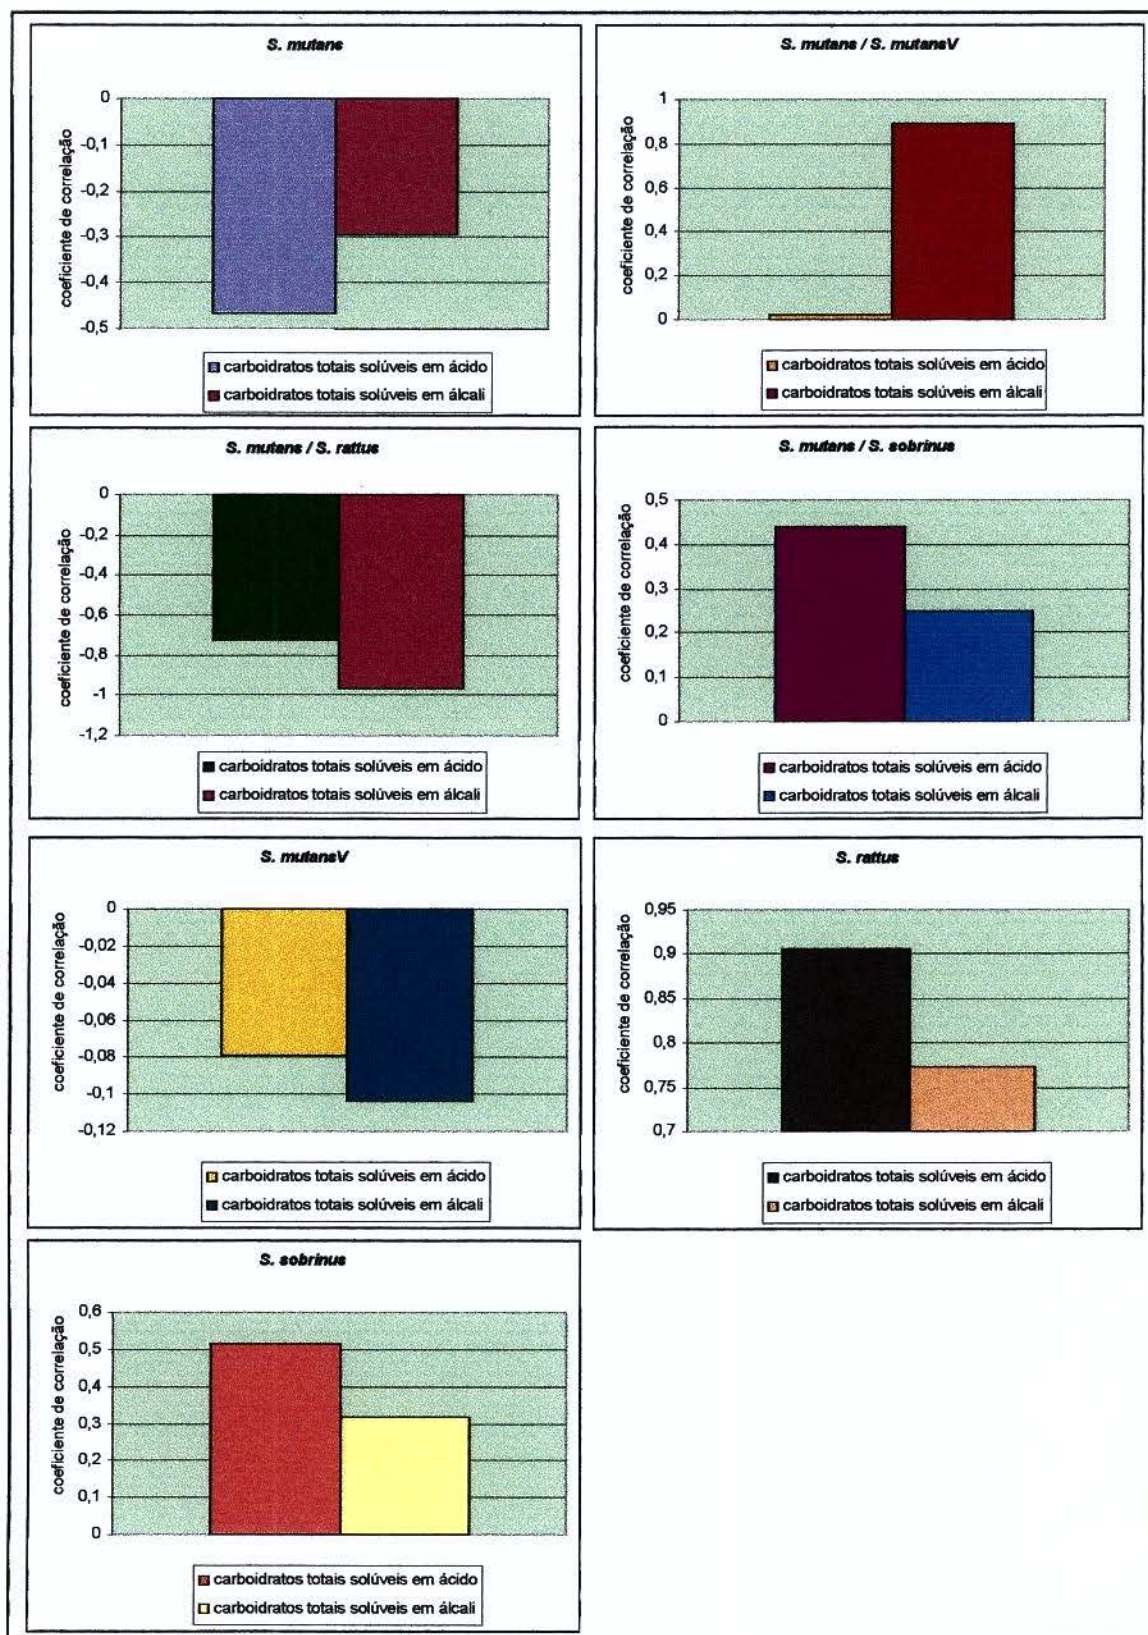 S. mutans
coeficiente de correlação
0
-0,1
-0,2
-0,3
-0,4
-0,5
carboidratos totais solúveis em ácido
carboidratos totais solúveis em álcali
S. mutans / S. mutansV
coeficiente de correlação
1
0,8
0,6
0,4
0,2
0
carboidratos totais solúveis em ácido
carboidratos totais solúveis em álcali
S. mutans / S. rattus
coeficiente de correlação
0
-0,2
-0,4
-0,6
-0,8
-1
-1,2
carboidratos totais solúveis em ácido
carboidratos totais solúveis em álcali
S. mutans / S. sobrinus
coeficiente de correlação
0,5
0,4
0,3
0,2
0,1
0
carboidratos totais solúveis em ácido
carboidratos totais solúveis em álcali
S. mutansV
coeficiente de correlação
0
-0,02
-0,04
-0,06
-0,08
-0,1
-0,12
carboidratos totais solúveis em ácido
carboidratos totais solúveis em álcali
S. rattus
coeficiente de correlação
0,95
0,9
0,85
0,8
0,75
0,7
carboidratos totais solúveis em ácido
carboidratos totais solúveis em álcali
S. sobrinus
coeficiente de correlação
0,6
0,5
0,4
0,3
0,2
0,1
0
carboidratos totais solúveis em ácido
carboidratos totais solúveis em álcali